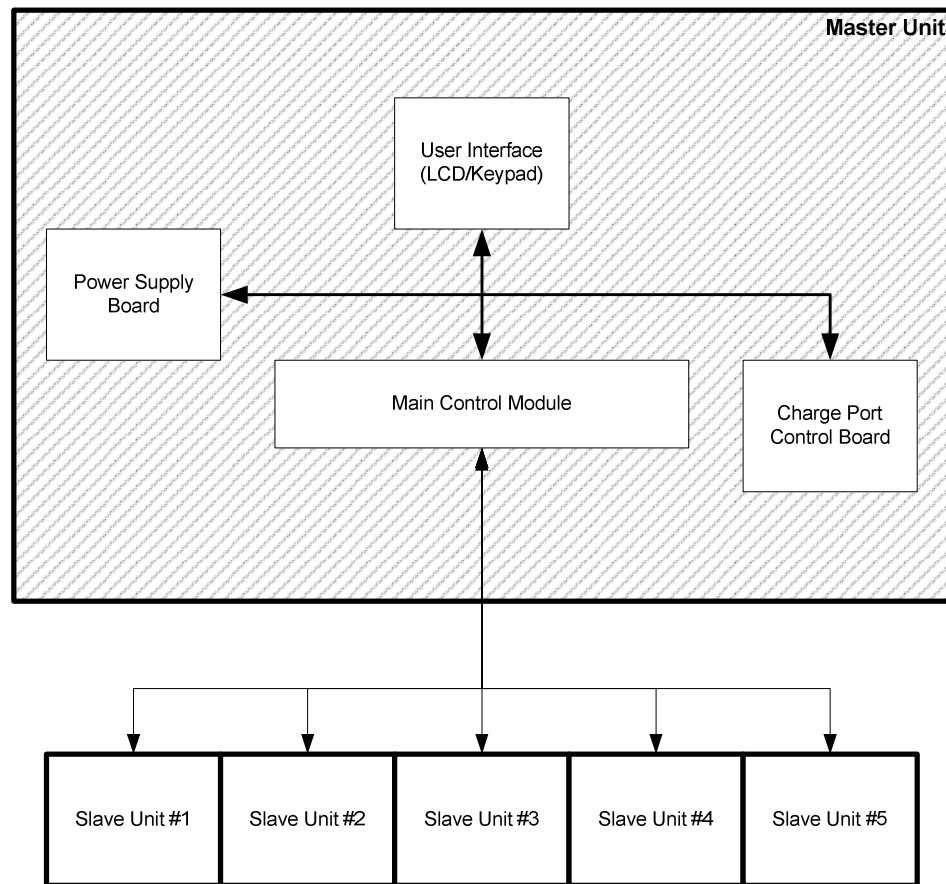 Master Unit
User Interface
(LCD/Keypad)
Power Supply
Board
Main Control Module
Charge Port
Control Board
Slave Unit #1
Slave Unit #2
Slave Unit #3
Slave Unit #4
Slave Unit #5